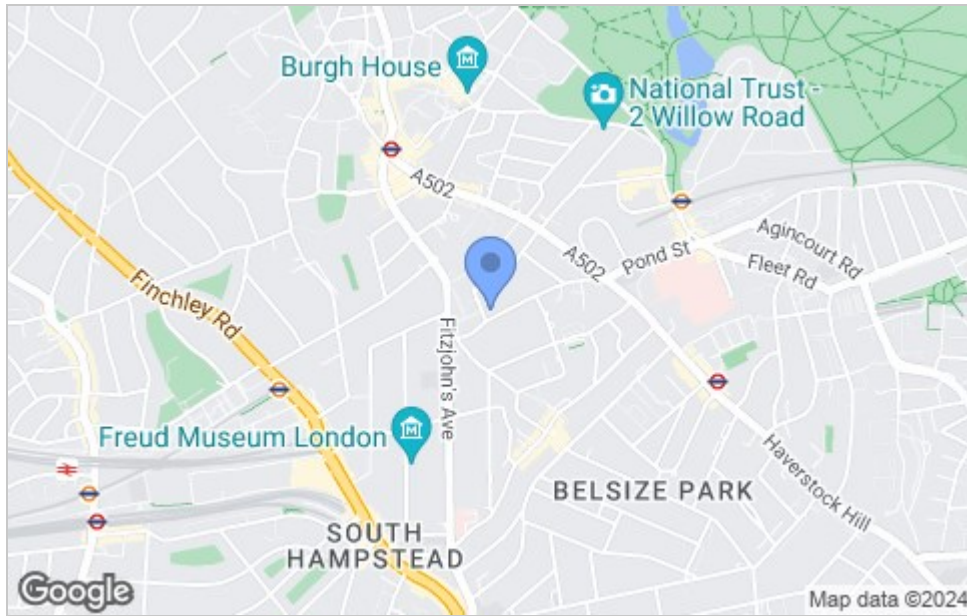 Burgh House
National Trust -
2 Willow Road
A502
A502
Pond St
Agincourt Rd
Fleet Rd
Finchley Rd
Fitzjohn's Ave
Freud Museum London
Haverstock Hill
BELSIZE PARK
SOUTH
HAMPSTEAD
Google
Map data ©2024